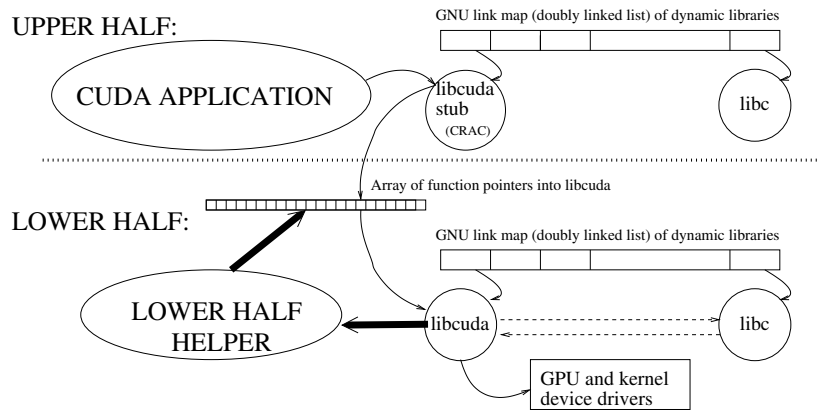 UPPER HALF:
GNU link map (doubly linked list) of dynamic libraries
CUDA APPLICATION
libcuda
stub
(CRAC)
libc
Array of function pointers into libcuda
LOWER HALF:
GNU link map (doubly linked list) of dynamic libraries
LOWER HALF
HELPER
libcuda
libc
GPU and kernel
device drivers